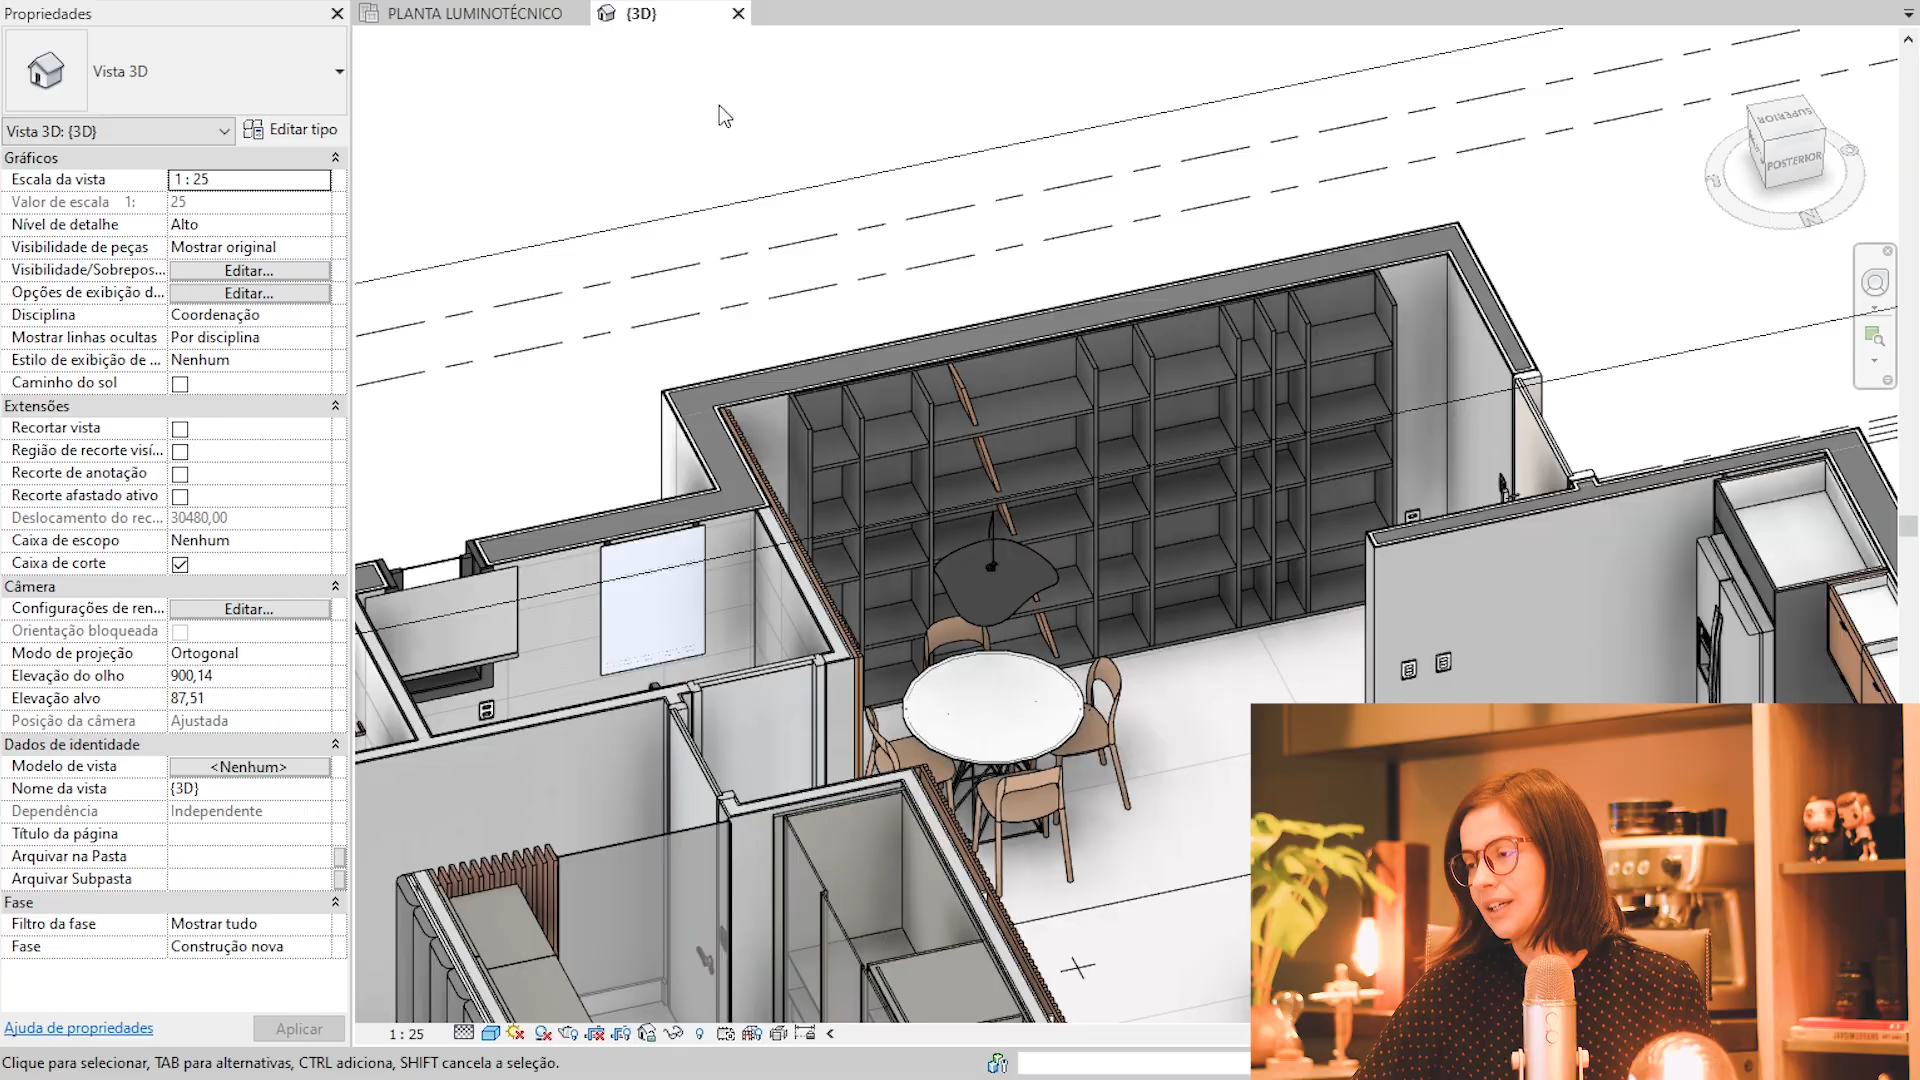 Propriedades
PLANTA LUMINOTÉCNICO
{3D}
Vista 3D
Vista 3D: {3D}
Editar tipo
Gráficos
Escala da vista 1 : 25
Valor de escala 1: 25
Nível de detalhe Alto
Visibilidade de peças Mostrar original
Visibilidade/Sobrepos... Editar...
Opções de exibição d... Editar...
Disciplina Coordenação
Mostrar linhas ocultas Por disciplina
Estilo de exibição de ... Nenhum
Caminho do sol
Extensões
Recortar vista
Região de recorte visí...
Recorte de anotação
Recorte afastado ativo
Deslocamento do rec... 30480,00
Caixa de escopo Nenhum
Caixa de corte
Câmera
Configurações de ren... Editar...
Orientação bloqueada
Modo de projeção Ortogonal
Elevação do olho 900,14
Elevação alvo 87,51
Posição da câmera Ajustada
Dados de identidade
Modelo de vista <Nenhum>
Nome da vista {3D}
Dependência Independente
Título da página
Arquivar na Pasta
Arquivar Subpasta
Fase
Filtro da fase Mostrar tudo
Fase Construção nova
Ajuda de propriedades
Aplicar
SUPERIOR
POSTERIOR
N
1 : 25
Clique para selecionar, TAB para alternativas, CTRL adiciona, SHIFT cancela a seleção.